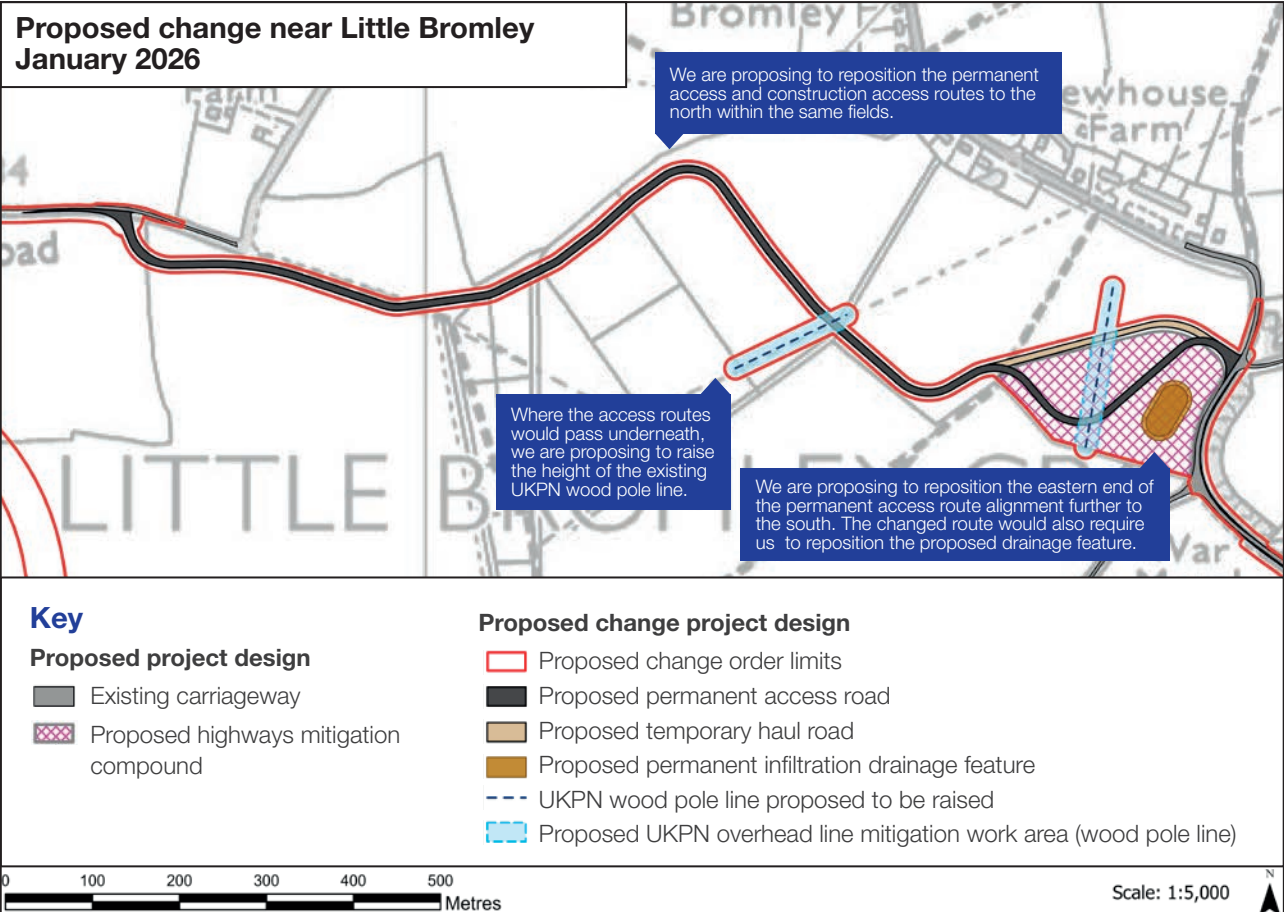 Proposed change near Little Bromley
January 2026
Bromley F
We are proposing to reposition the permanent
access and construction access routes to the
north within the same fields.
Farm
ewhouse
Farm
34
oad
Where the access routes
would pass underneath,
we are proposing to raise
the height of the existing
UKPN wood pole line.
LITTLE BROMLEY G
We are proposing to reposition the eastern end of
the permanent access route alignment further to
the south. The changed route would also require
us to reposition the proposed drainage feature.
War
Key
Proposed project design
Existing carriageway
Proposed highways mitigation
compound
Proposed change project design
Proposed change order limits
Proposed permanent access road
Proposed temporary haul road
Proposed permanent infiltration drainage feature
UKPN wood pole line proposed to be raised
Proposed UKPN overhead line mitigation work area (wood pole line)
0 100 200 300 400 500
Metres
Scale: 1:5,000
N